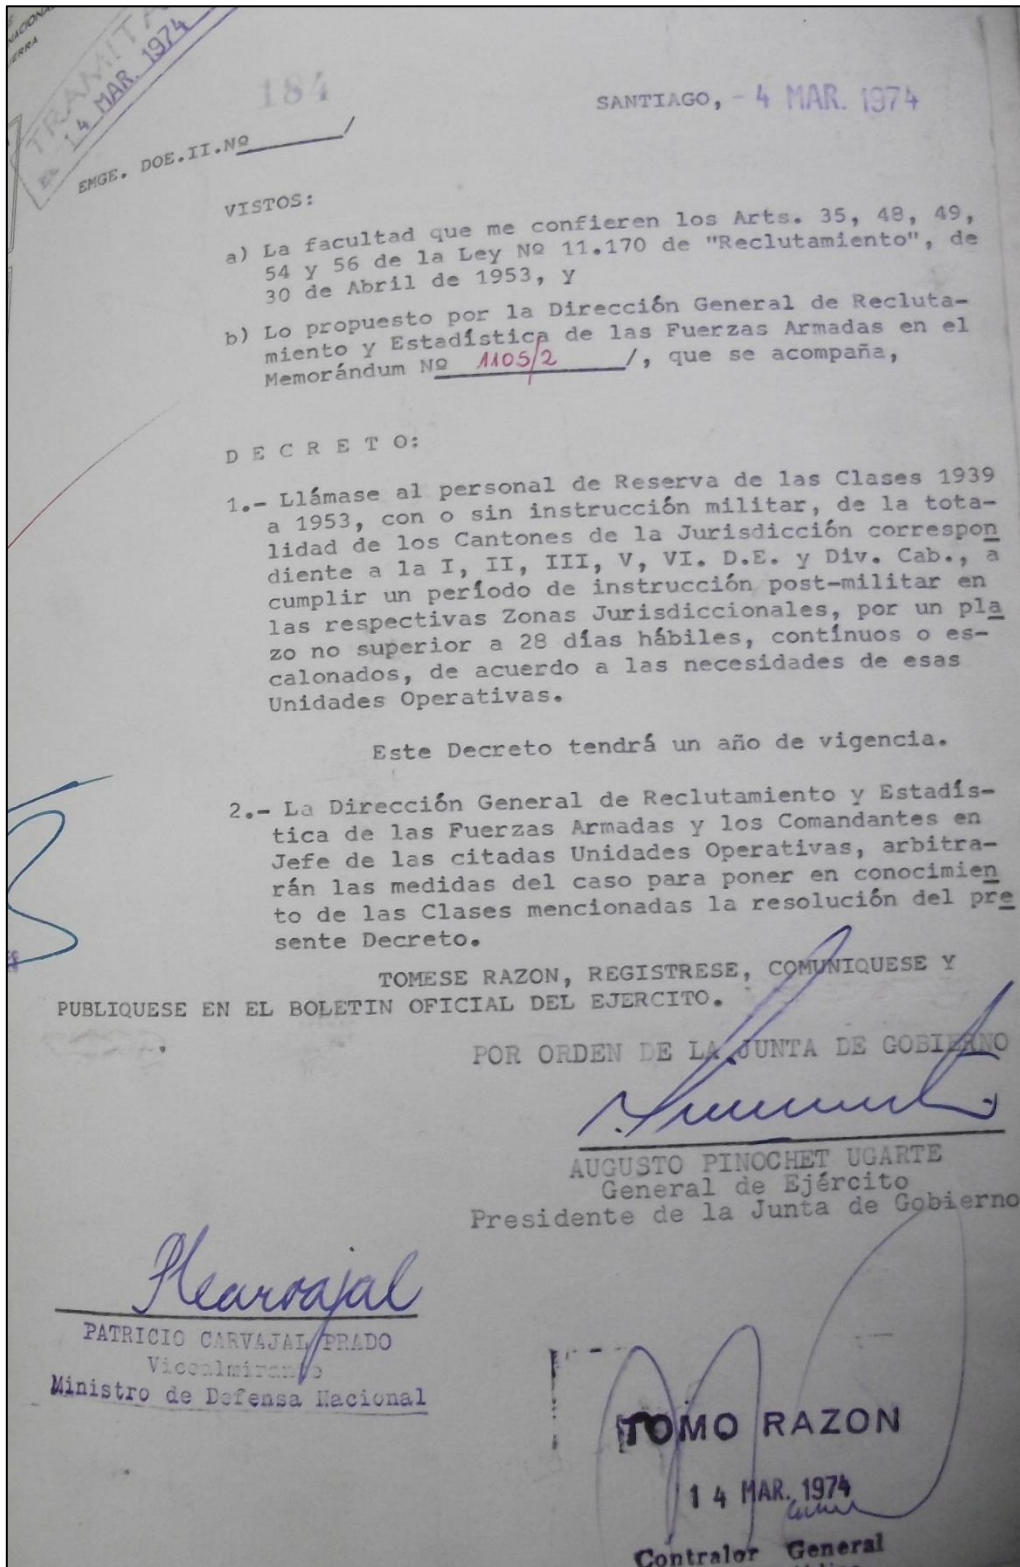 NACIONAL
TRAMITA
EL 14 MAR. 1974
184
SANTIAGO, - 4 MAR. 1974
EMGE. DOE.II.Nº /
VISTOS:
a) La facultad que me confieren los Arts. 35, 48, 49,
54 y 56 de la Ley Nº 11.170 de "Reclutamiento", de
30 de Abril de 1953, y
b) Lo propuesto por la Dirección General de Recluta-
miento y Estadística de las Fuerzas Armadas en el
Memorándum Nº 1105/2 /, que se acompaña,
D E C R E T O:
1.- Llámase al personal de Reserva de las Clases 1939
a 1953, con o sin instrucción militar, de la tota-
lidad de los Cantones de la Jurisdicción correspon
diente a la I, II, III, V, VI. D.E. y Div. Cab., a
cumplir un período de instrucción post-militar en
las respectivas Zonas Jurisdiccionales, por un pla
zo no superior a 28 días hábiles, contínuos o es-
calonados, de acuerdo a las necesidades de esas
Unidades Operativas.
Este Decreto tendrá un año de vigencia.
2.- La Dirección General de Reclutamiento y Estadís-
tica de las Fuerzas Armadas y los Comandantes en
Jefe de las citadas Unidades Operativas, arbitra-
rán las medidas del caso para poner en conocimien
to de las Clases mencionadas la resolución del pre
sente Decreto.
TOMESE RAZON, REGISTRESE, COMUNIQUESE Y
PUBLIQUESE EN EL BOLETIN OFICIAL DEL EJERCITO.
POR ORDEN DE LA JUNTA DE GOBIERNO
AUGUSTO PINOCHET UGARTE
General de Ejército
Presidente de la Junta de Gobierno
PCarvajal
PATRICIO CARVAJAL PRADO
Vicealmirante
Ministro de Defensa Nacional
TOMO RAZON
14 MAR. 1974
Contralor General